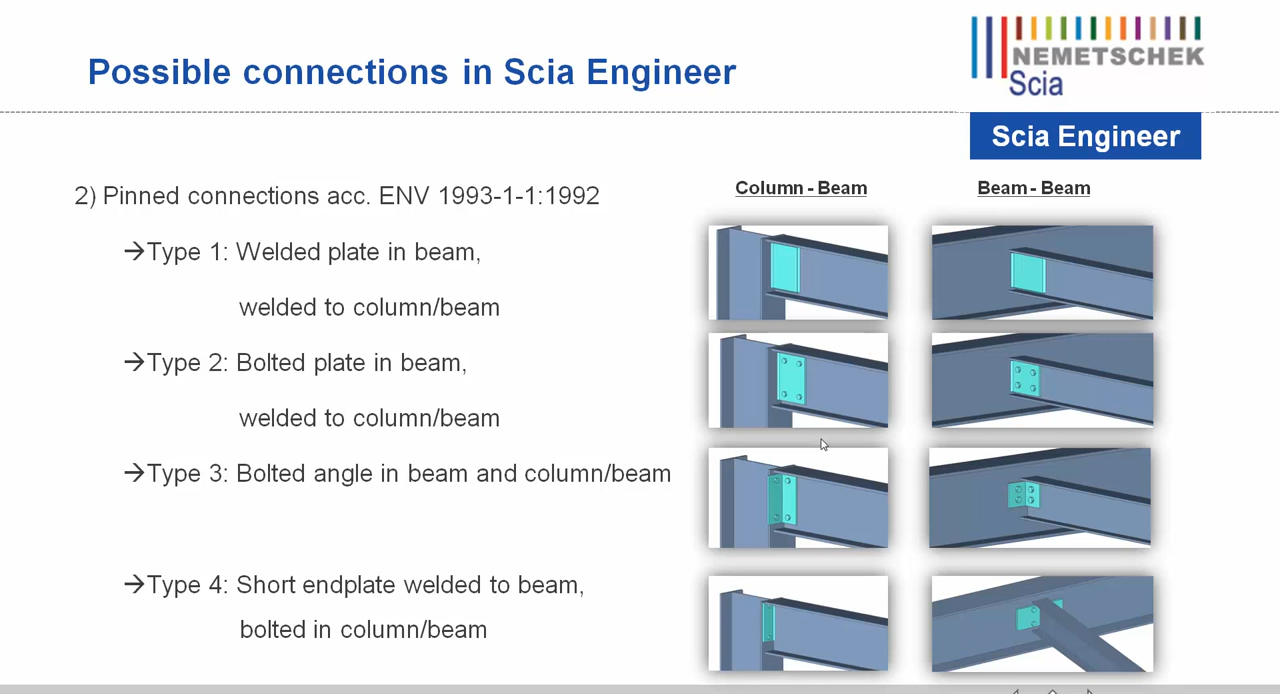 Possible connections in Scia Engineer
NEMETSCHEK
Scia
Scia Engineer
2) Pinned connections acc. ENV 1993-1-1:1992
Column - Beam
Beam - Beam
→Type 1: Welded plate in beam,
welded to column/beam
→Type 2: Bolted plate in beam,
welded to column/beam
→Type 3: Bolted angle in beam and column/beam
→Type 4: Short endplate welded to beam,
bolted in column/beam